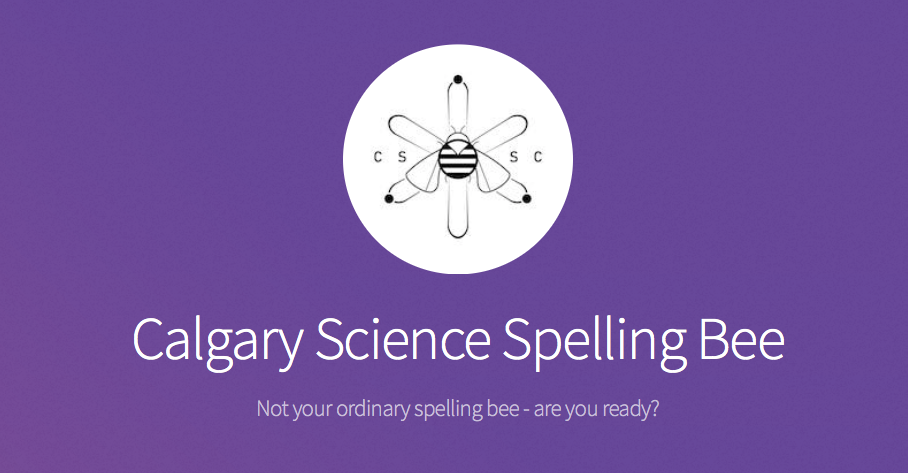 C S S C
Calgary Science Spelling Bee
Not your ordinary spelling bee - are you ready?